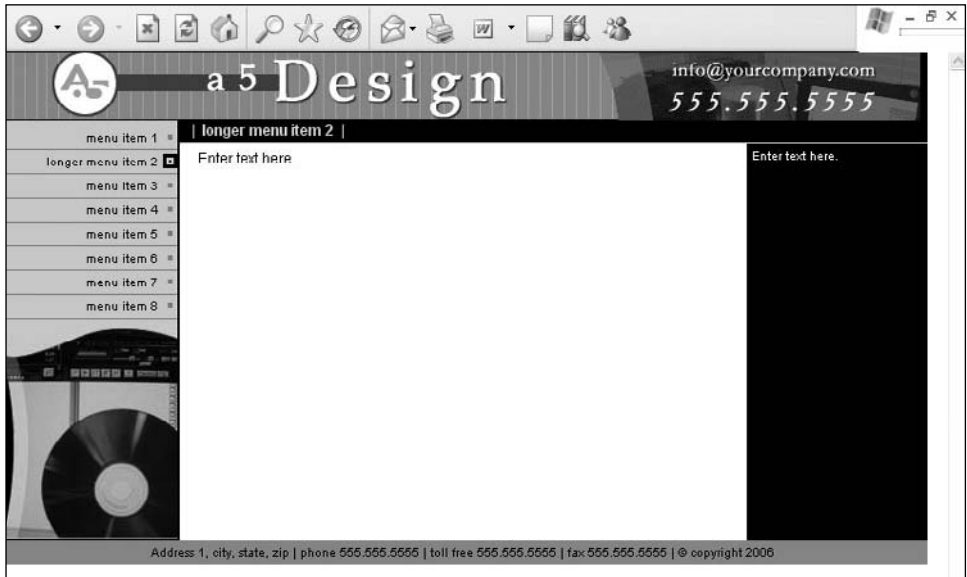 W
A5
a 5 Design
info@yourcompany.com
555.555.5555
menu item 1
longer menu item 2
menu item 3
menu item 4
menu item 5
menu item 6
menu item 7
menu item 8
| longer menu item 2 |
Enter text here
Enter text here.
Address 1, city, state, zip | phone 555.555.5555 | toll free 555.555.5555 | fax 555.555.5555 | © copyright 2006